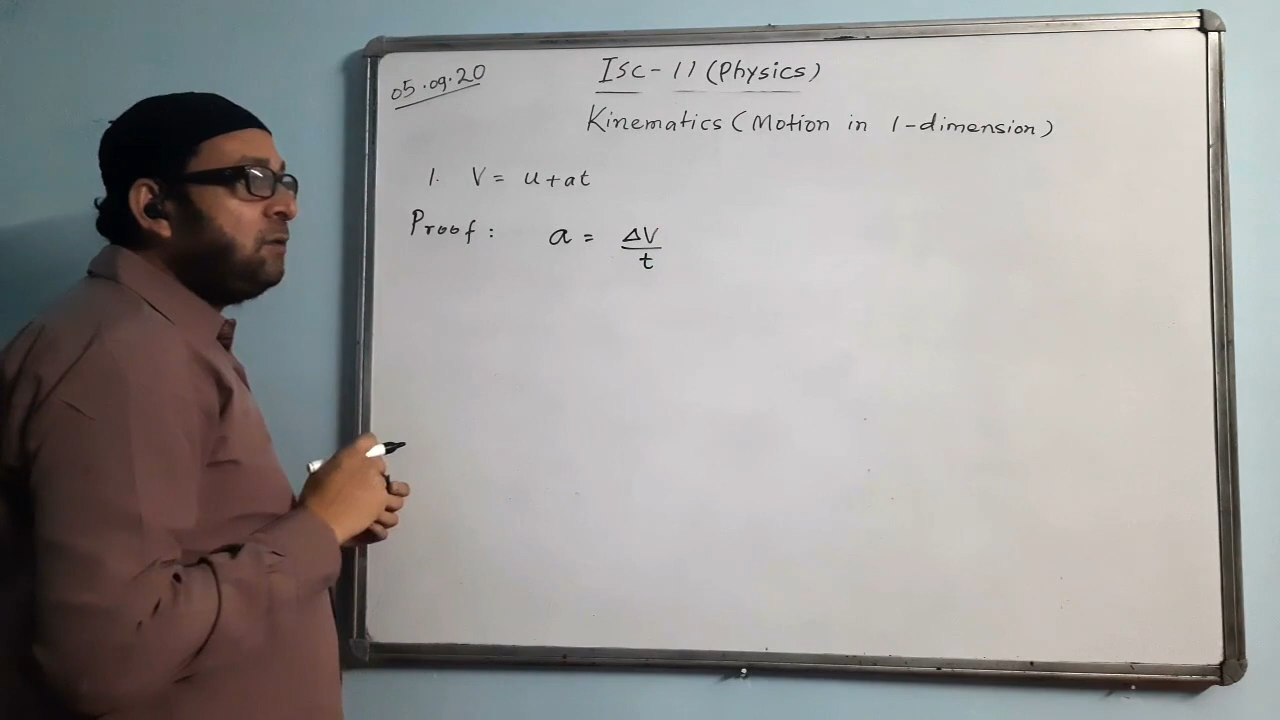 05.09.20
ISC-11 (Physics)
Kinematics (Motion in 1-dimension)
1. V = u+at
Proof : a = ΔV/t